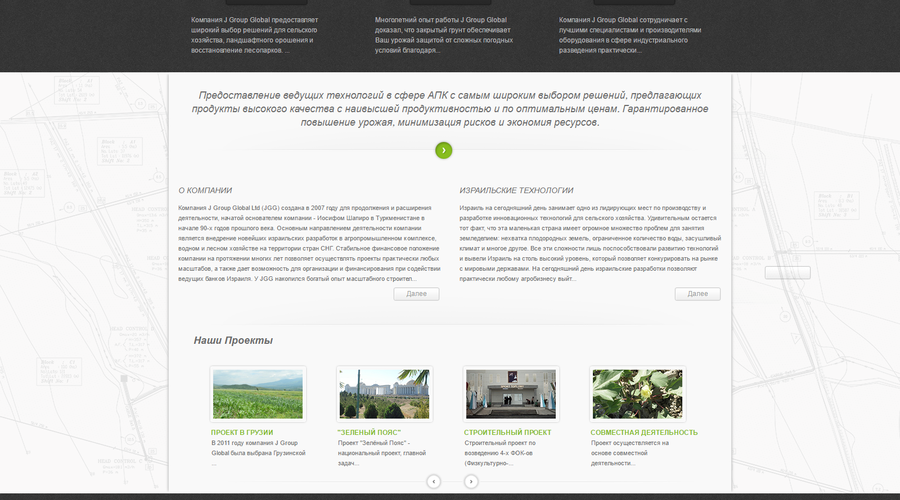 Компания J Group Global предоставляет
широкий выбор решений для сельского
хозяйства, ландшафтного орошения и
восстановление лесопарков. ...
Многолетний опыт работы J Group Global
доказал, что закрытый грунт обеспечивает
Ваш урожай защитой от сложных погодных
условий благодаря...
Компания J Group Global сотрудничает с
лучшими специалистами и производителями
оборудования в сфере индустриального
разведения практически...
Предоставление ведущих технологий в сфере АПК с самым широким выбором решений, предлагающих
продукты высокого качества с наивысшей продуктивностью и по оптимальным ценам. Гарантированное
повышение урожая, минимизация рисков и экономия ресурсов.
О КОМПАНИИ
Компания J Group Global Ltd (JGG) создана в 2007 году для продолжения и расширения
деятельности, начатой основателем компании - Иосифом Шапиро в Туркменистане в
начале 90-х годов прошлого века. Основным направлением деятельности компании
является внедрение новейших израильских разработок в агропромышленном комплексе,
водном и лесном хозяйстве на территории стран СНГ. Стабильное финансовое положение
компании на протяжении многих лет позволяет осуществлять проекты практически любых
масштабов, а также дает возможность для организации и финансирования при содействии
ведущих банков Израиля. У JGG накопился богатый опыт масштабного строител...
Далее
ИЗРАИЛЬСКИЕ ТЕХНОЛОГИИ
Израиль на сегодняшний день занимает одно из лидирующих мест по производству и
разработке инновационных технологий для сельского хозяйства. Удивительным остается
тот факт, что эта маленькая страна имеет огромное множество проблем для занятия
земледелием: нехватка плодородных земель, ограниченное количество воды, засушливый
климат и многое другое. Все эти сложности лишь поспособствовали развитию технологий
и вывели Израиль на столь высокий уровень, который позволяет конкурировать на рынке
с мировыми державами. На сегодняшний день израильские разработки позволяют
практически любому агробизнесу выйт...
Далее
Наши Проекты
ПРОЕКТ В ГРУЗИИ
В 2011 году компания J Group
Global была выбрана Грузинской
...
"ЗЕЛЕНЫЙ ПОЯС"
Проект "Зелёный Пояс" -
национальный проект, главной
задач...
СТРОИТЕЛЬНЫЙ ПРОЕКТ
Строительный проект по
возведению 4-х ФОК-ов
(Физкультурно-...
СОВМЕСТНАЯ ДЕЯТЕЛЬНОСТЬ
Проект осуществляется на
основе совместной
деятельности...